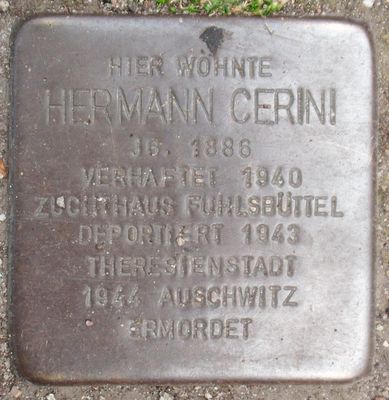 HIER WOHNTE
HERMANN CERINI
JG. 1886
VERHAFTET 1940
ZUCHTHAUS FUHLSBÜTTEL
DEPORTIERT 1943
THERESIENSTADT
1944 AUSCHWITZ
ERMORDET